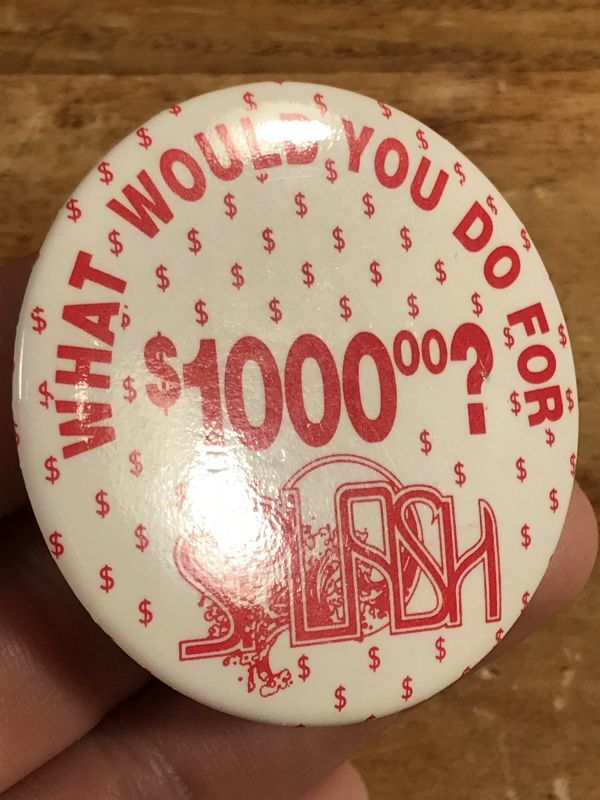 WHAT WOULD YOU DO FOR
$1000⁰⁰?
SPLASH